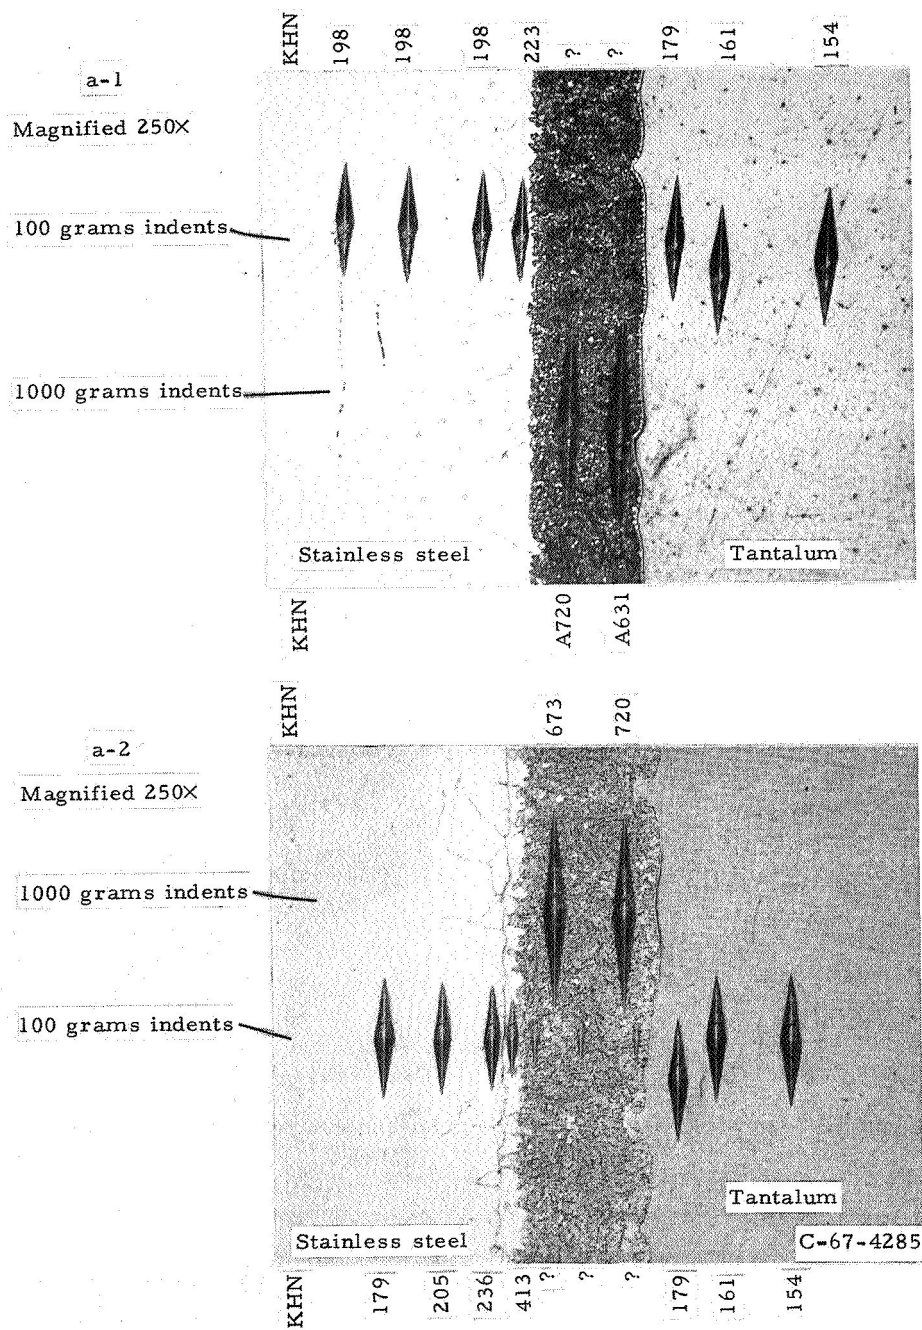 KHN 198 198 198 223 ? ? 179 161 154
a-1
Magnified 250X
100 grams indents
1000 grams indents
Stainless steel
Tantalum
KHN A720 A631
KHN 673 720
a-2
Magnified 250X
1000 grams indents
100 grams indents
Tantalum
Stainless steel
C-67-4285
KHN 179 205 236 413 ? ? ? 179 161 154